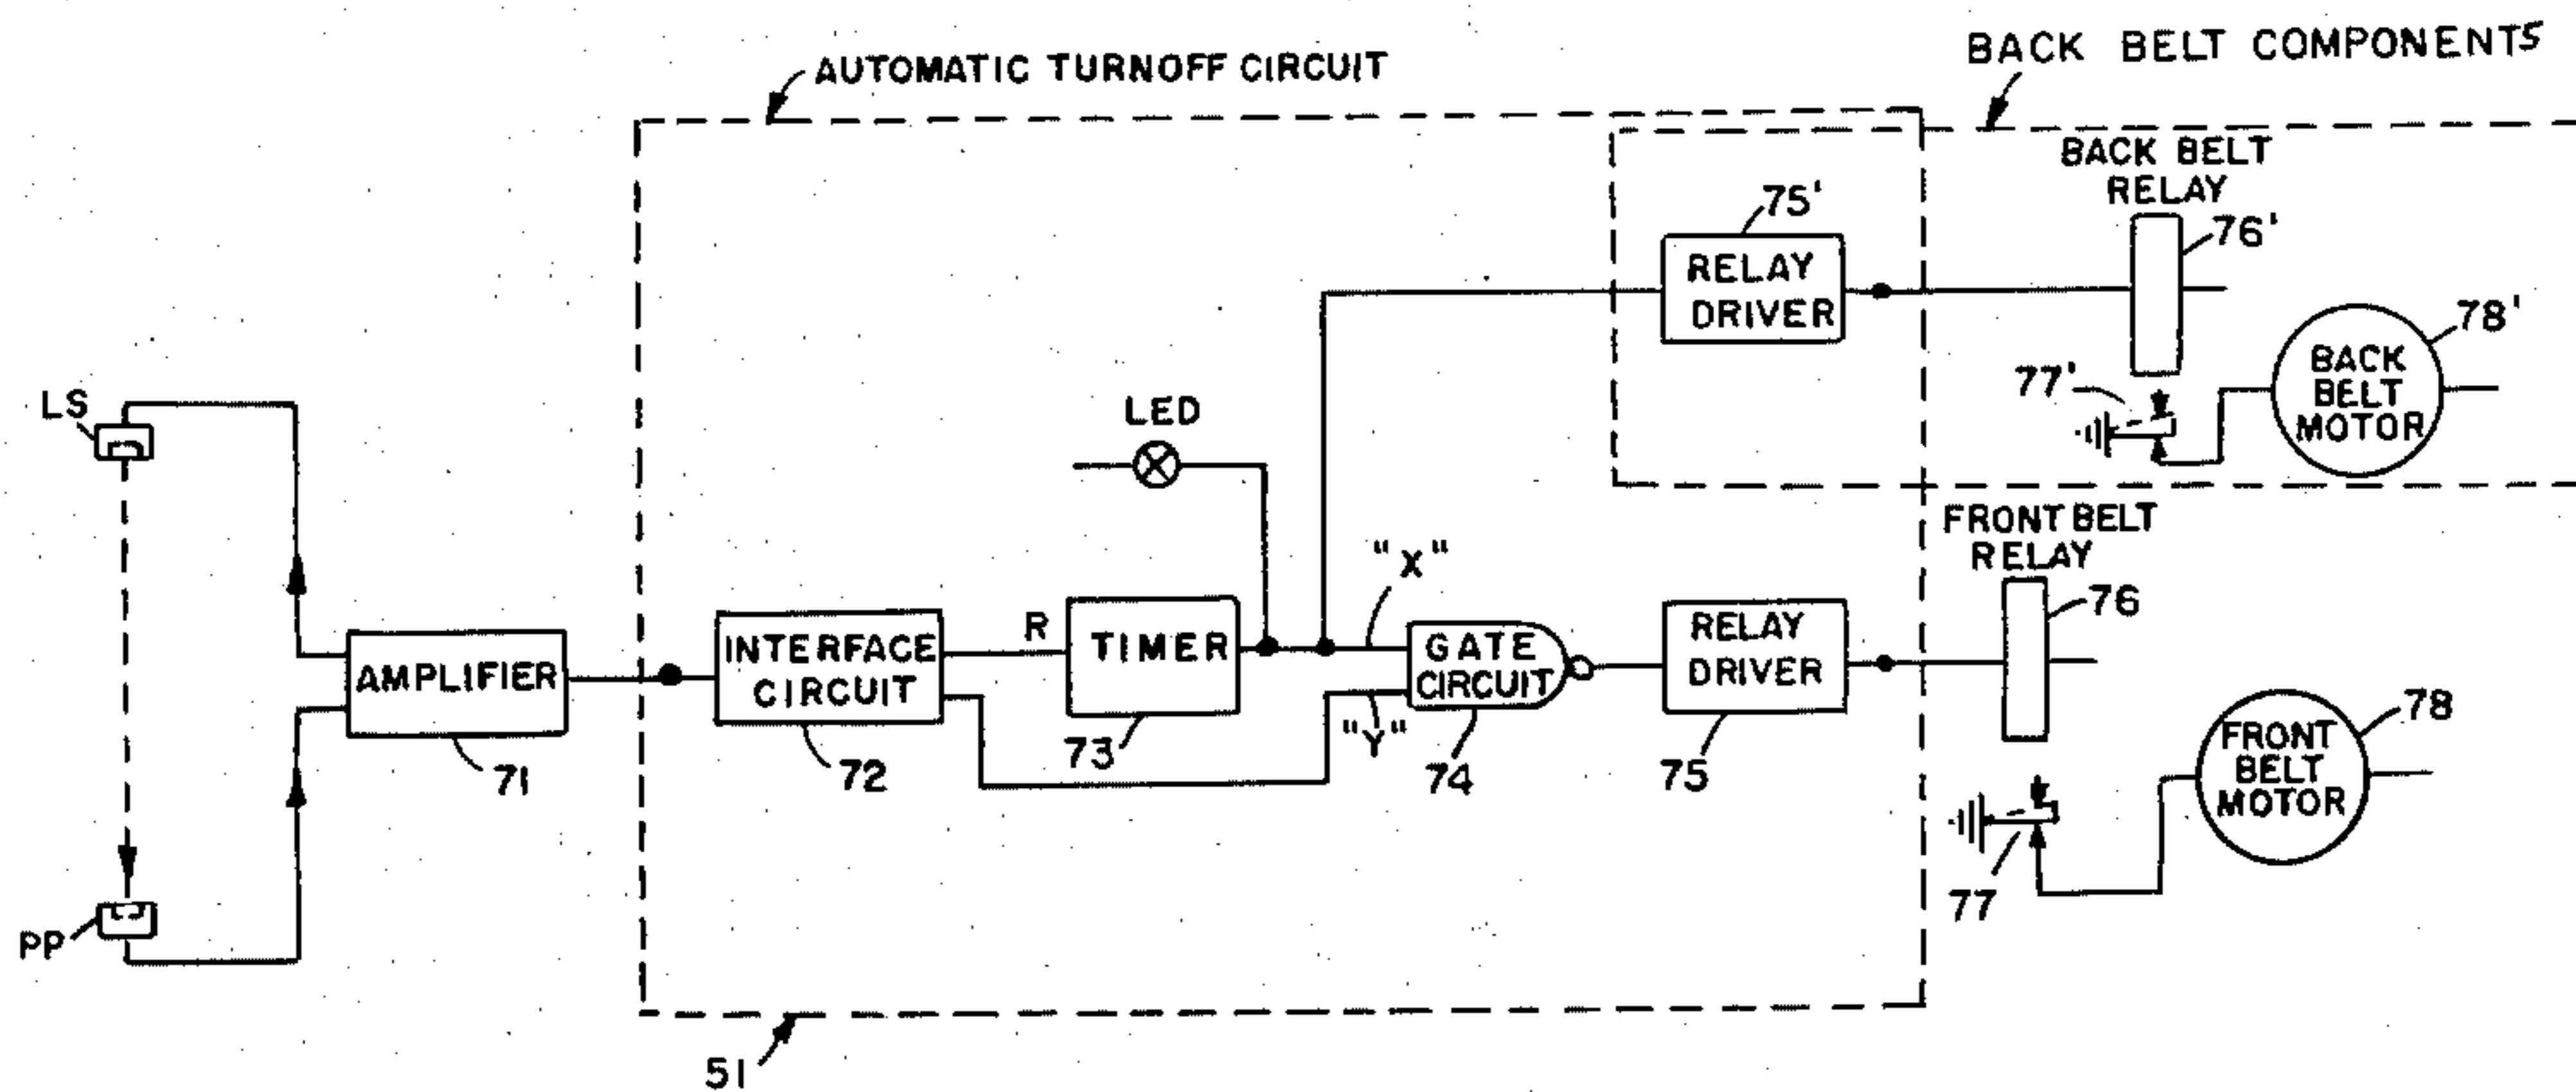 AUTOMATIC TURNOFF CIRCUIT
BACK BELT COMPONENTS
BACK BELT
RELAY
75'
76'
RELAY
DRIVER
78'
BACK
BELT
MOTOR
77'
LS
LED
FRONT BELT
RELAY
"X"
76
R
INTERFACE
CIRCUIT
TIMER
GATE
CIRCUIT
RELAY
DRIVER
AMPLIFIER
78
"Y"
FRONT
BELT
MOTOR
71
72
73
74
75
77
PP
51